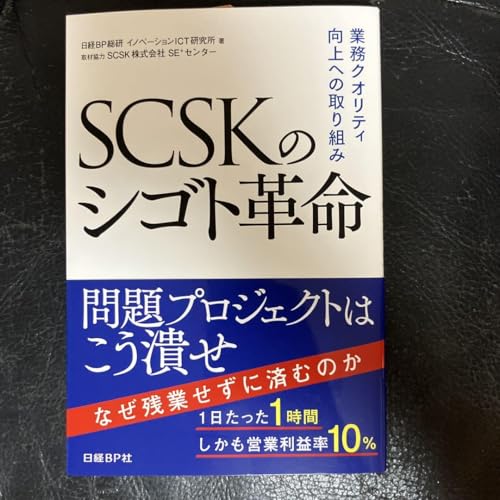 日経BP総研 イノベーションICT研究所 著
取材協力 SCSK株式会社 SE⁺センター
業務クオリティ
向上への取り組み
SCSKの
シゴト革命
問題プロジェクトは
こう潰せ
なぜ残業せずに済むのか
1日たった1時間
しかも営業利益率10%
日経BP社